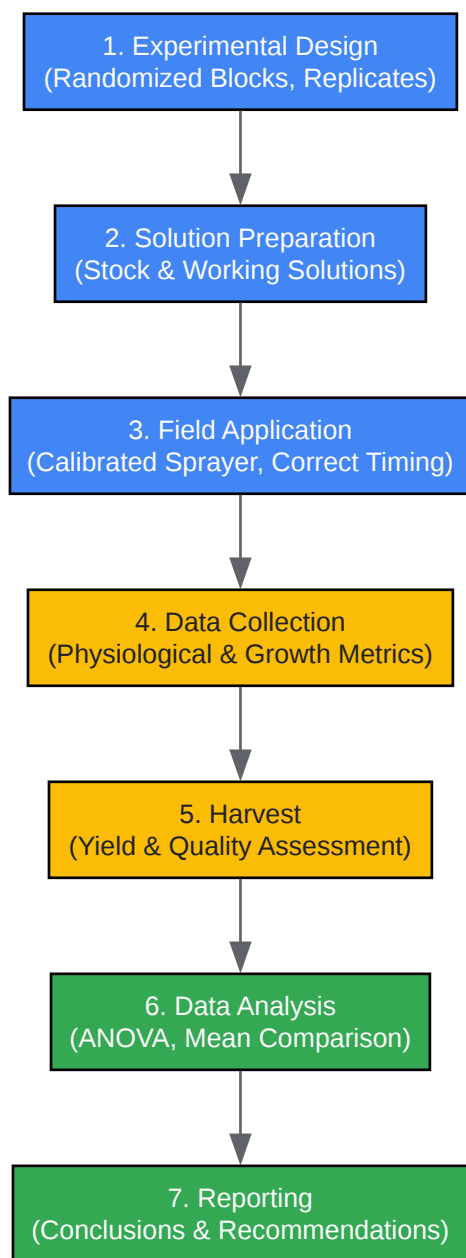 1. Experimental Design
(Randomized Blocks, Replicates)
2. Solution Preparation
(Stock & Working Solutions)
3. Field Application
(Calibrated Sprayer, Correct Timing)
4. Data Collection
(Physiological & Growth Metrics)
5. Harvest
(Yield & Quality Assessment)
6. Data Analysis
(ANOVA, Mean Comparison)
7. Reporting
(Conclusions & Recommendations)